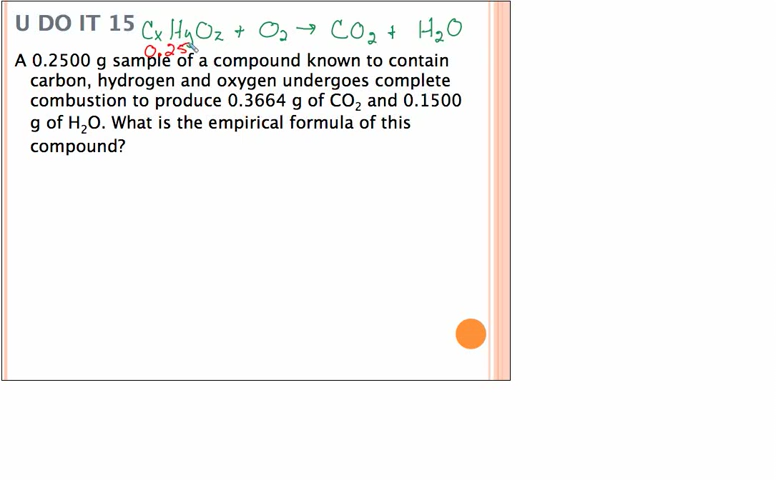 U DO IT 15 CxHyOz + O2 → CO2 + H2O
0.25
A 0.2500 g sample of a compound known to contain
carbon, hydrogen and oxygen undergoes complete
combustion to produce 0.3664 g of CO2 and 0.1500
g of H2O. What is the empirical formula of this
compound?